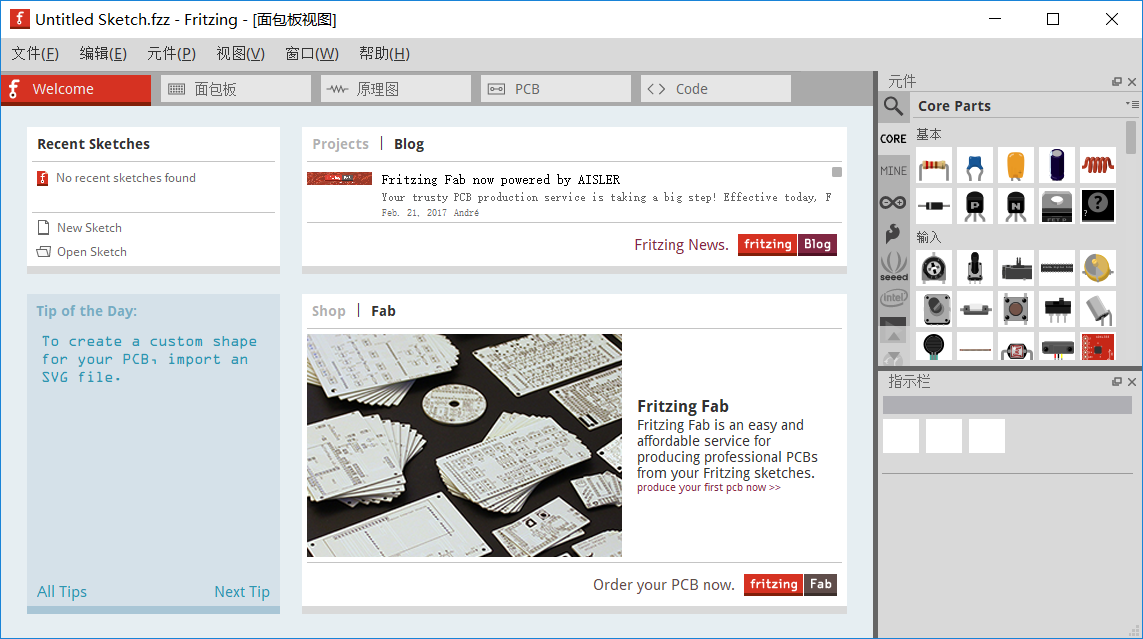 Untitled Sketch.fzz - Fritzing - [面包板视图]
文件(F) 编辑(E) 元件(P) 视图(V) 窗口(W) 帮助(H)
Welcome 面包板 原理图 PCB Code
Recent Sketches
No recent sketches found
New Sketch
Open Sketch
Projects | Blog
Fritzing Fab now powered by AISLER
Your trusty PCB production service is taking a big step! Effective today, F
Feb. 21, 2017 André
Fritzing News. fritzing Blog
Tip of the Day:
To create a custom shape
for your PCB, import an
SVG file.
All Tips Next Tip
Shop | Fab
Fritzing Fab
Fritzing Fab is an easy and
affordable service for
producing professional PCBs
from your Fritzing sketches.
produce your first pcb now >>
Order your PCB now. fritzing Fab
元件
Core Parts
CORE
MINE
seeed
intel
基本
P N ?
输入
指示栏